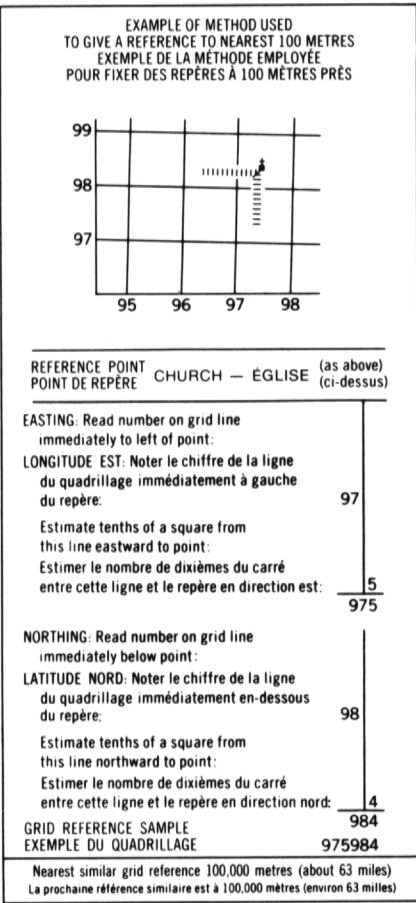 EXAMPLE OF METHOD USED
TO GIVE A REFERENCE TO NEAREST 100 METRES
EXEMPLE DE LA MÉTHODE EMPLOYÉE
POUR FIXER DES REPÈRES À 100 MÈTRES PRÈS
99
98
97
95 96 97 98
REFERENCE POINT CHURCH — ÉGLISE (as above)
POINT DE REPÈRE (ci-dessus)
EASTING: Read number on grid line
immediately to left of point:
LONGITUDE EST: Noter le chiffre de la ligne
du quadrillage immédiatement à gauche
du repère: 97
Estimate tenths of a square from
this line eastward to point:
Estimer le nombre de dixièmes du carré
entre cette ligne et le repère en direction est: 5
975
NORTHING: Read number on grid line
immediately below point:
LATITUDE NORD: Noter le chiffre de la ligne
du quadrillage immédiatement en-dessous
du repère: 98
Estimate tenths of a square from
this line northward to point:
Estimer le nombre de dixièmes du carré
entre cette ligne et le repère en direction nord: 4
GRID REFERENCE SAMPLE 984
EXEMPLE DU QUADRILLAGE 975984
Nearest similar grid reference 100,000 metres (about 63 miles)
La prochaine référence similaire est à 100,000 mètres (environ 63 milles)